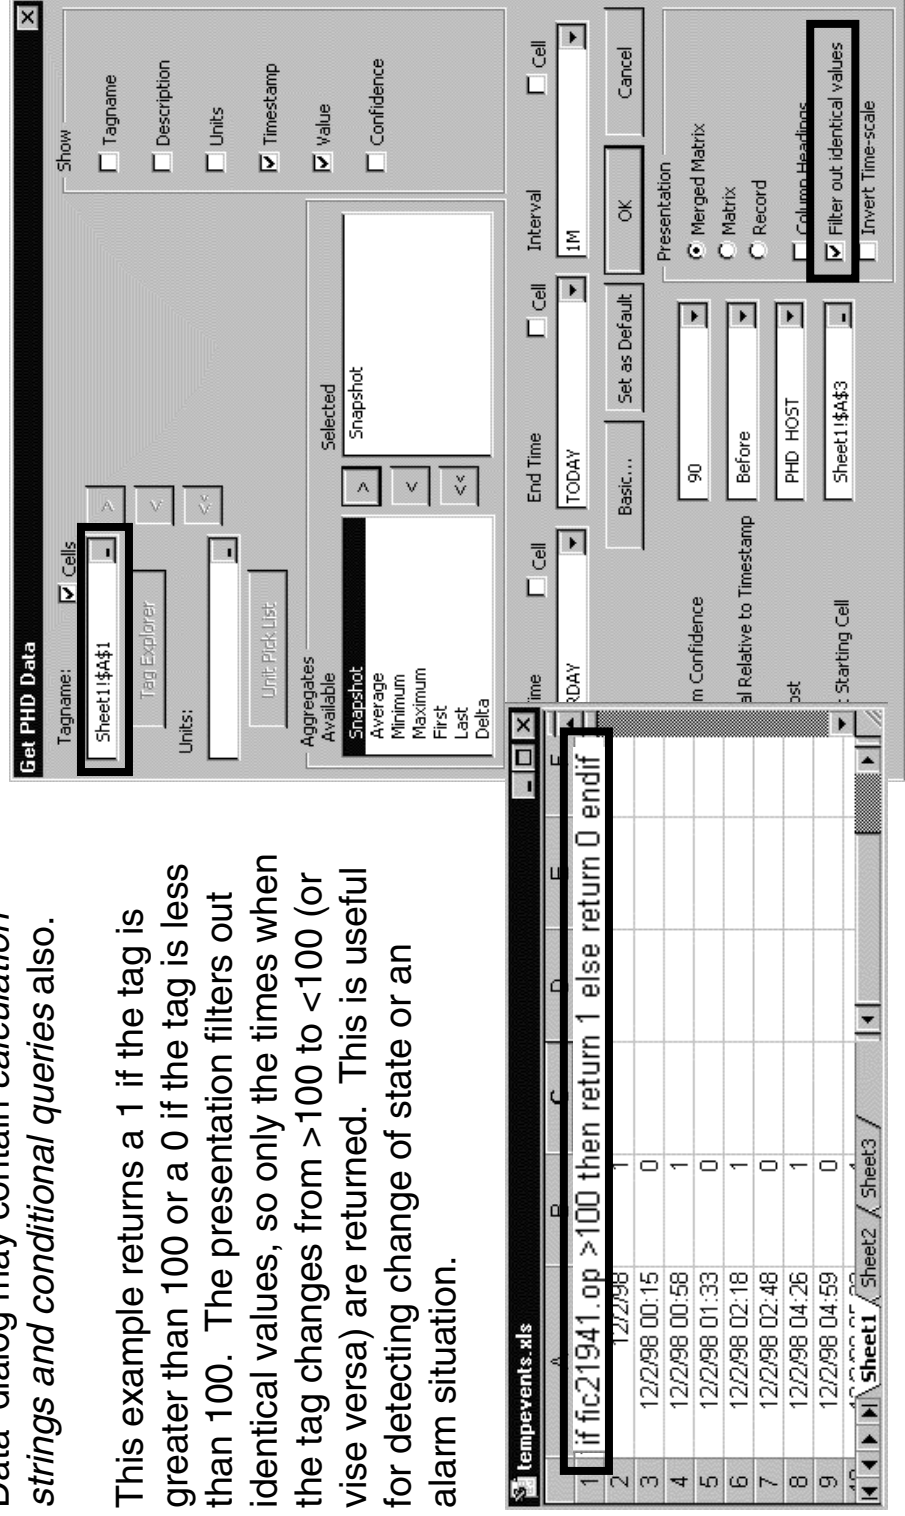 Data" dialog may contain calculation
strings and conditional queries also.
This example returns a 1 if the tag is
greater than 100 or a 0 if the tag is less
than 100. The presentation filters out
identical values, so only the times when
the tag changes from >100 to <100 (or
vise versa) are returned. This is useful
for detecting change of state or an
alarm situation.
Get PHD Data
Tagname:
Cells
Sheet1!$A$1
Tag Explorer
>
<
<<
Units:
Unit Pick List
Show
Tagname
Description
Units
Timestamp
Value
Confidence
Aggregates
Available
Selected
Snapshot
Average
Minimum
Maximum
First
Last
Delta
>
<
<<
Snapshot
ime
Cell
End Time
Cell
Interval
Cell
RDAY
TODAY
1M
Basic...
Set as Default
OK
Cancel
m Confidence
90
al Relative to Timestamp
Before
ost
PHD HOST
: Starting Cell
Sheet1!$A$3
Presentation
Merged Matrix
Matrix
Record
Column Headings
Filter out identical values
Invert Time-scale
tempevents.xls
A B C D E F
1 if fic21941.op >100 then return 1 else return 0 endif
2 12/2/98 1
3 12/2/98 00:15 0
4 12/2/98 00:58 1
5 12/2/98 01:33 0
6 12/2/98 02:18 1
7 12/2/98 02:48 0
8 12/2/98 04:26 1
9 12/2/98 04:59 0
Sheet1 Sheet2 Sheet3